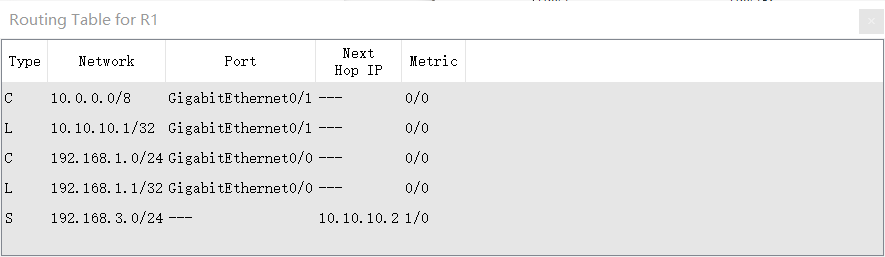 Routing Table for R1
Type Network Port Next Hop IP Metric
C 10.0.0.0/8 GigabitEthernet0/1 --- 0/0
L 10.10.10.1/32 GigabitEthernet0/1 --- 0/0
C 192.168.1.0/24 GigabitEthernet0/0 --- 0/0
L 192.168.1.1/32 GigabitEthernet0/0 --- 0/0
S 192.168.3.0/24 --- 10.10.10.2 1/0